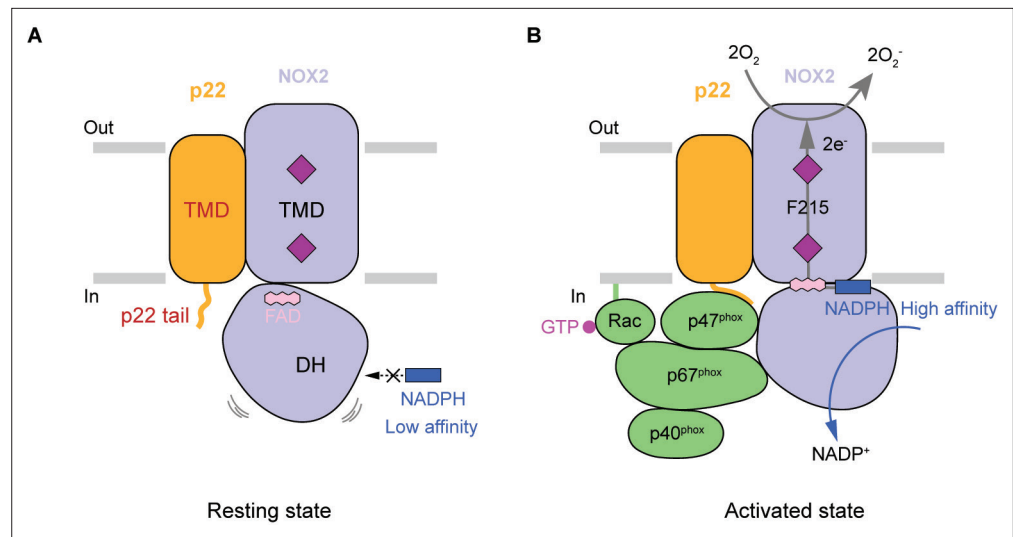 A
NOX2
p22
Out
TMD
TMD
In
p22 tail
FAD
DH
NADPH
Low affinity
Resting state
B
2O₂
2O₂⁻
NOX2
p22
Out
2e⁻
F215
In
NADPH High affinity
GTP
Rac
p47ᵖʰᵒˣ
p67ᵖʰᵒˣ
p40ᵖʰᵒˣ
NADP⁺
Activated state